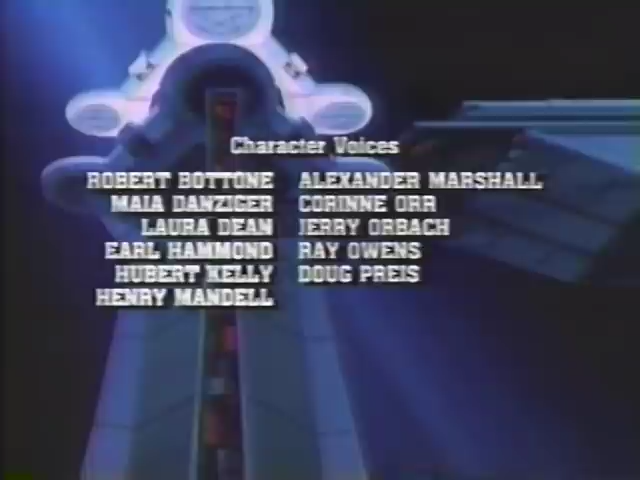 Character Voices
ROBERT BOTTONE ALEXANDER MARSHALL
MAIA DANZIGER CORINNE ORR
LAURA DEAN JERRY ORBACH
EARL HAMMOND RAY OWENS
HUBERT KELLY DOUG PREIS
HENRY MANDELL